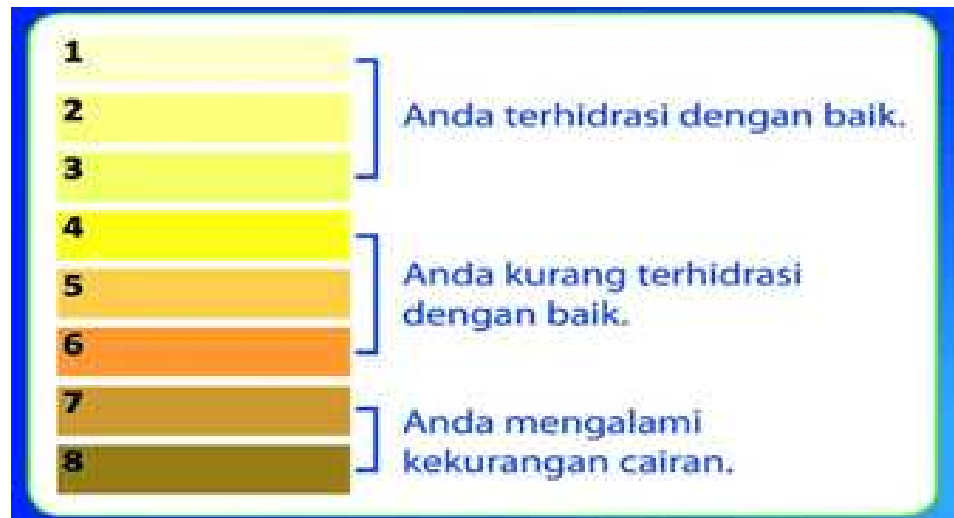 1
2
3
Anda terhidrasi dengan baik.
4
5
6
Anda kurang terhidrasi
dengan baik.
7
8
Anda mengalami
kekurangan cairan.